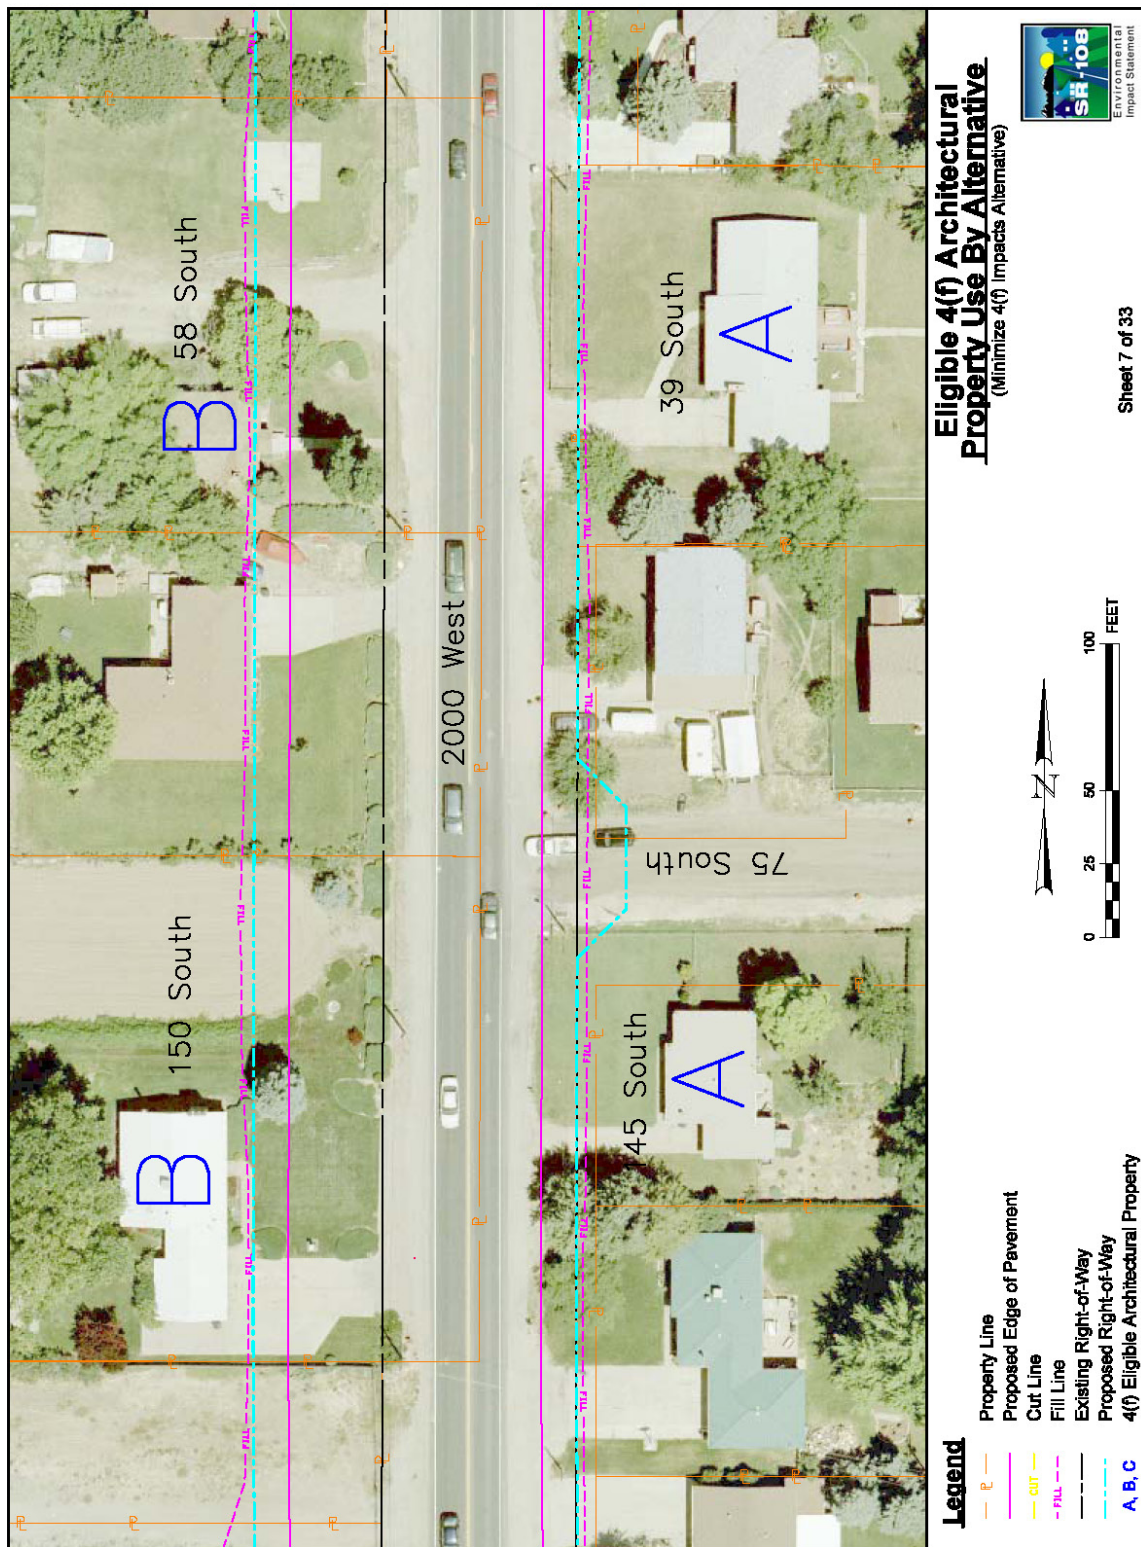 Eligible 4(f) Architectural
Property Use By Alternative
(Minimize 4(f) Impacts Alternative)
SR-108
Environmental
Impact Statement
Sheet 7 of 33
58 South
B
150 South
B
2000 West
39 South
A
75 South
145 South
A
PL
FILL
N
0 25 50 100
FEET
Legend
PL Property Line
Proposed Edge of Pavement
CUT Cut Line
FILL Fill Line
Existing Right-of-Way
Proposed Right-of-Way
A, B, C 4(f) Eligible Architectural Property